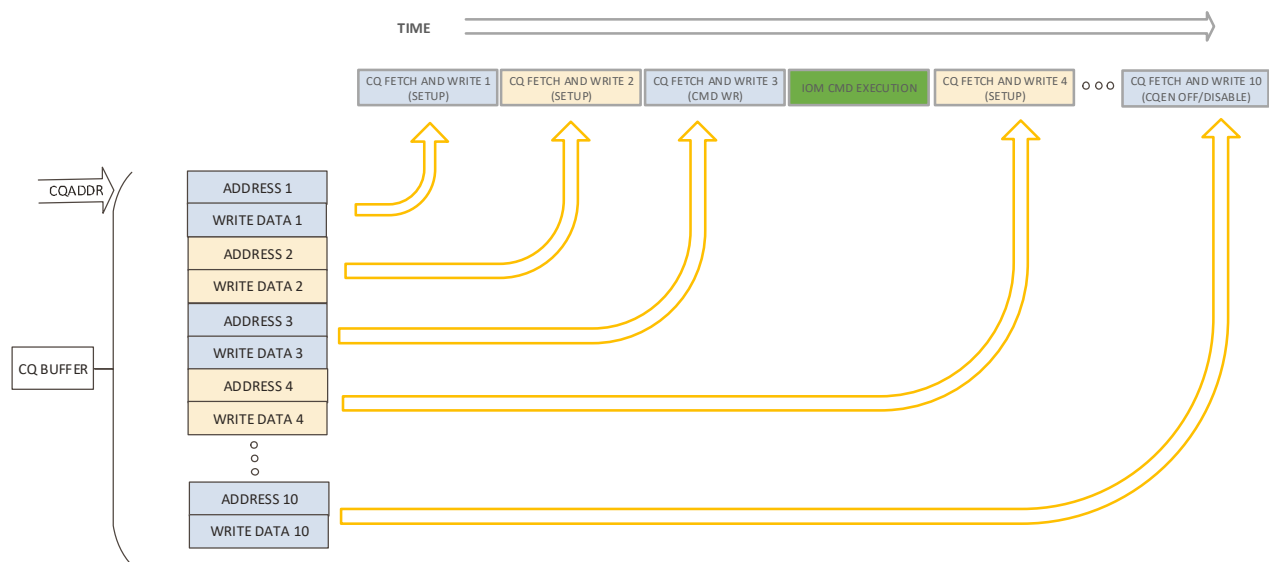 TIME
CQ FETCH AND WRITE 1
(SETUP)
CQ FETCH AND WRITE 2
(SETUP)
CQ FETCH AND WRITE 3
(CMD WR)
IOM CMD EXECUTION
CQ FETCH AND WRITE 4
(SETUP)
CQ FETCH AND WRITE 10
(CQEN OFF/DISABLE)
CQADDR
ADDRESS 1
WRITE DATA 1
ADDRESS 2
WRITE DATA 2
ADDRESS 3
WRITE DATA 3
CQ BUFFER
ADDRESS 4
WRITE DATA 4
ADDRESS 10
WRITE DATA 10